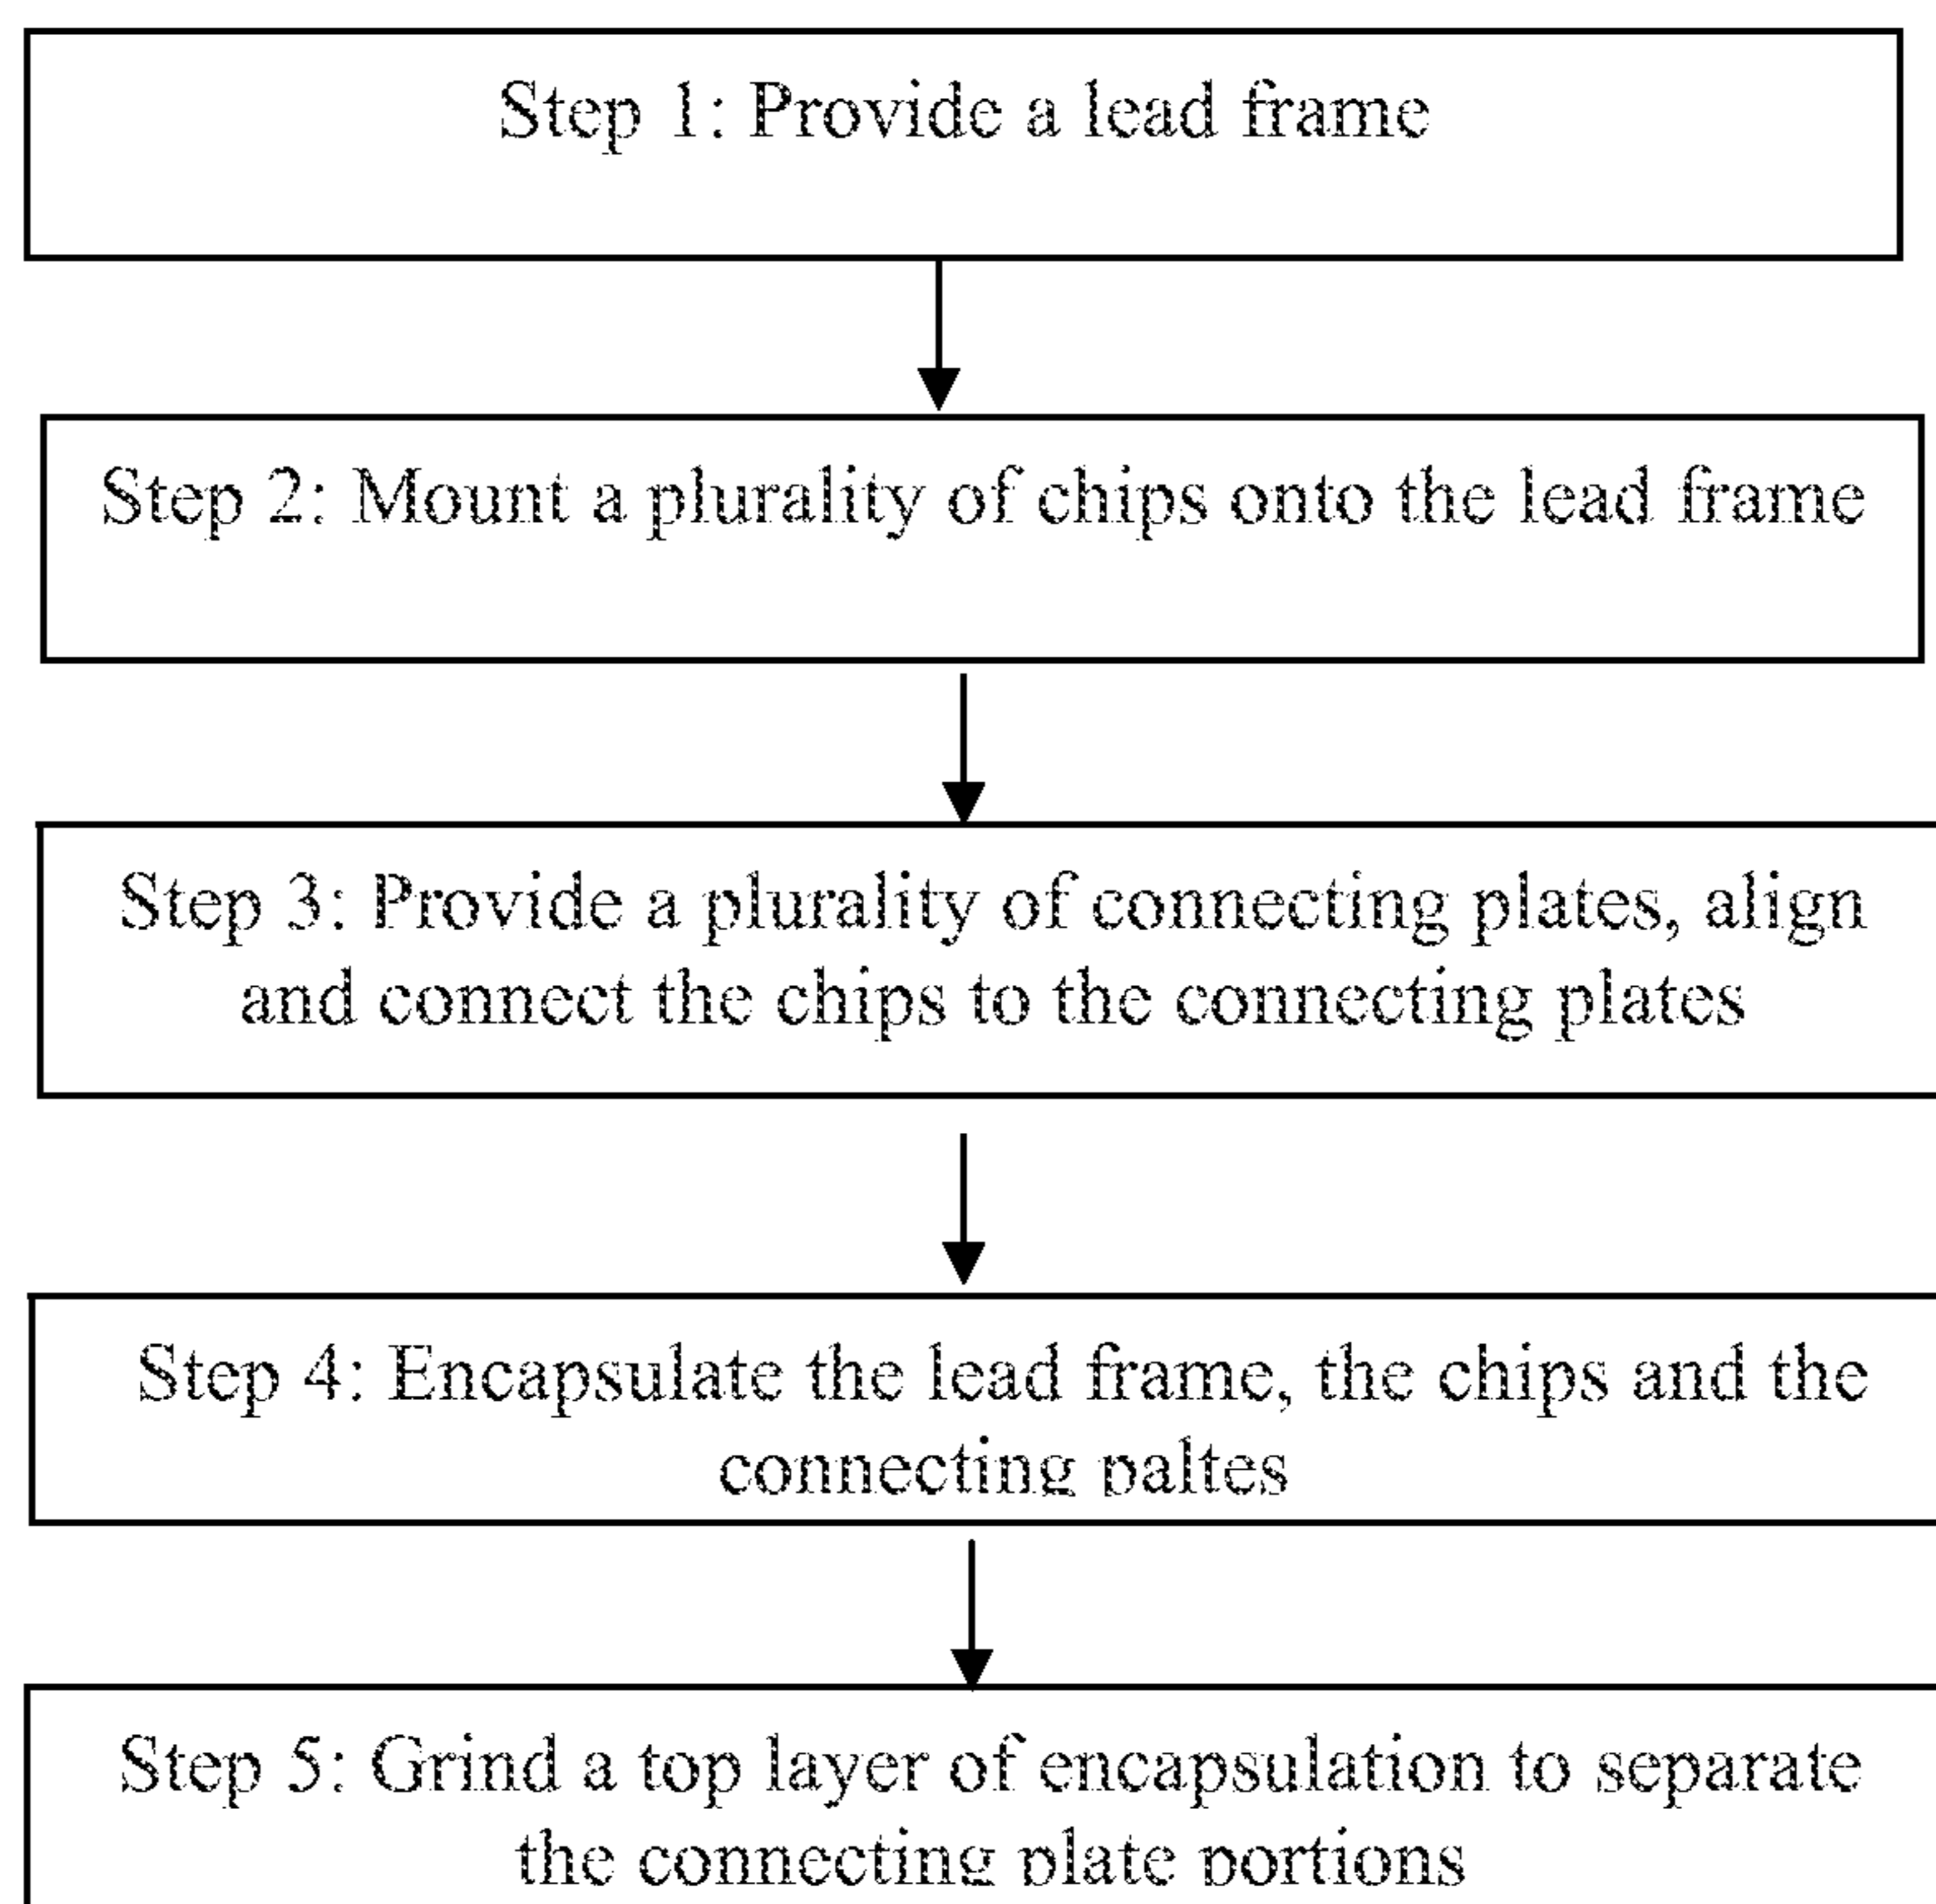 Step 1: Provide a lead frame
Step 2: Mount a plurality of chips onto the lead frame
Step 3: Provide a plurality of connecting plates, align
and connect the chips to the connecting plates
Step 4: Encapsulate the lead frame, the chips and the
connecting paltes
Step 5: Grind a top layer of encapsulation to separate
the connecting plate portions